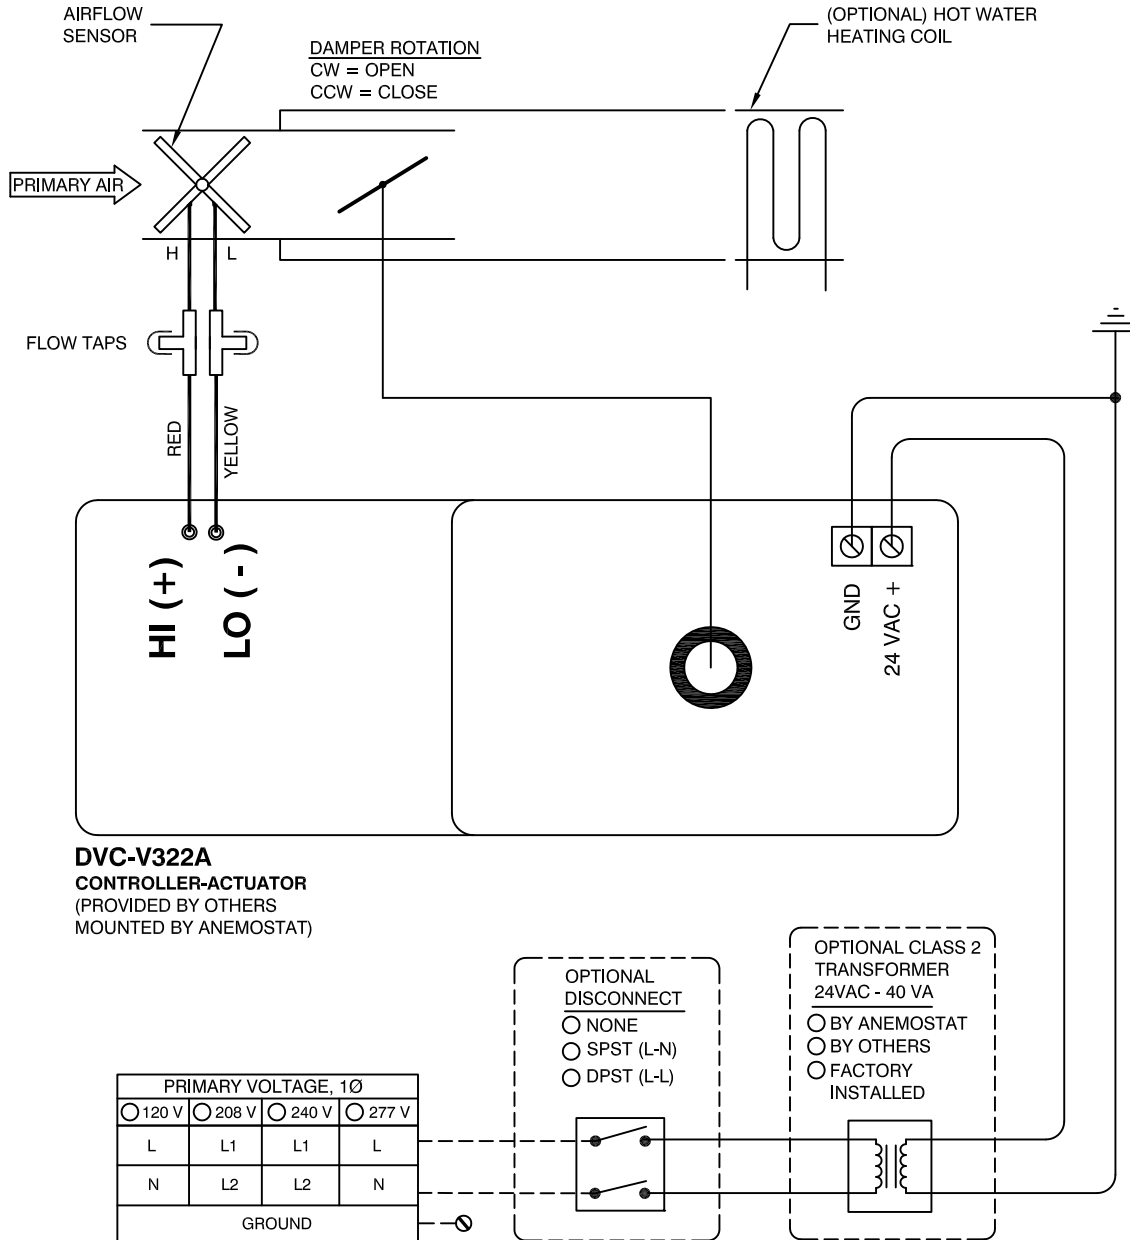 AIRFLOW
SENSOR
DAMPER ROTATION
CW = OPEN
CCW = CLOSE
(OPTIONAL) HOT WATER
HEATING COIL
PRIMARY AIR
H
L
FLOW TAPS
RED
YELLOW
HI (+)
LO ( - )
GND
24 VAC +
DVC-V322A
CONTROLLER-ACTUATOR
(PROVIDED BY OTHERS
MOUNTED BY ANEMOSTAT)
OPTIONAL
DISCONNECT
NONE
SPST (L-N)
DPST (L-L)
OPTIONAL CLASS 2
TRANSFORMER
24VAC - 40 VA
BY ANEMOSTAT
BY OTHERS
FACTORY
INSTALLED
PRIMARY VOLTAGE, 1Ø
120 V 208 V 240 V 277 V
L L1 L1 L
N L2 L2 N
GROUND